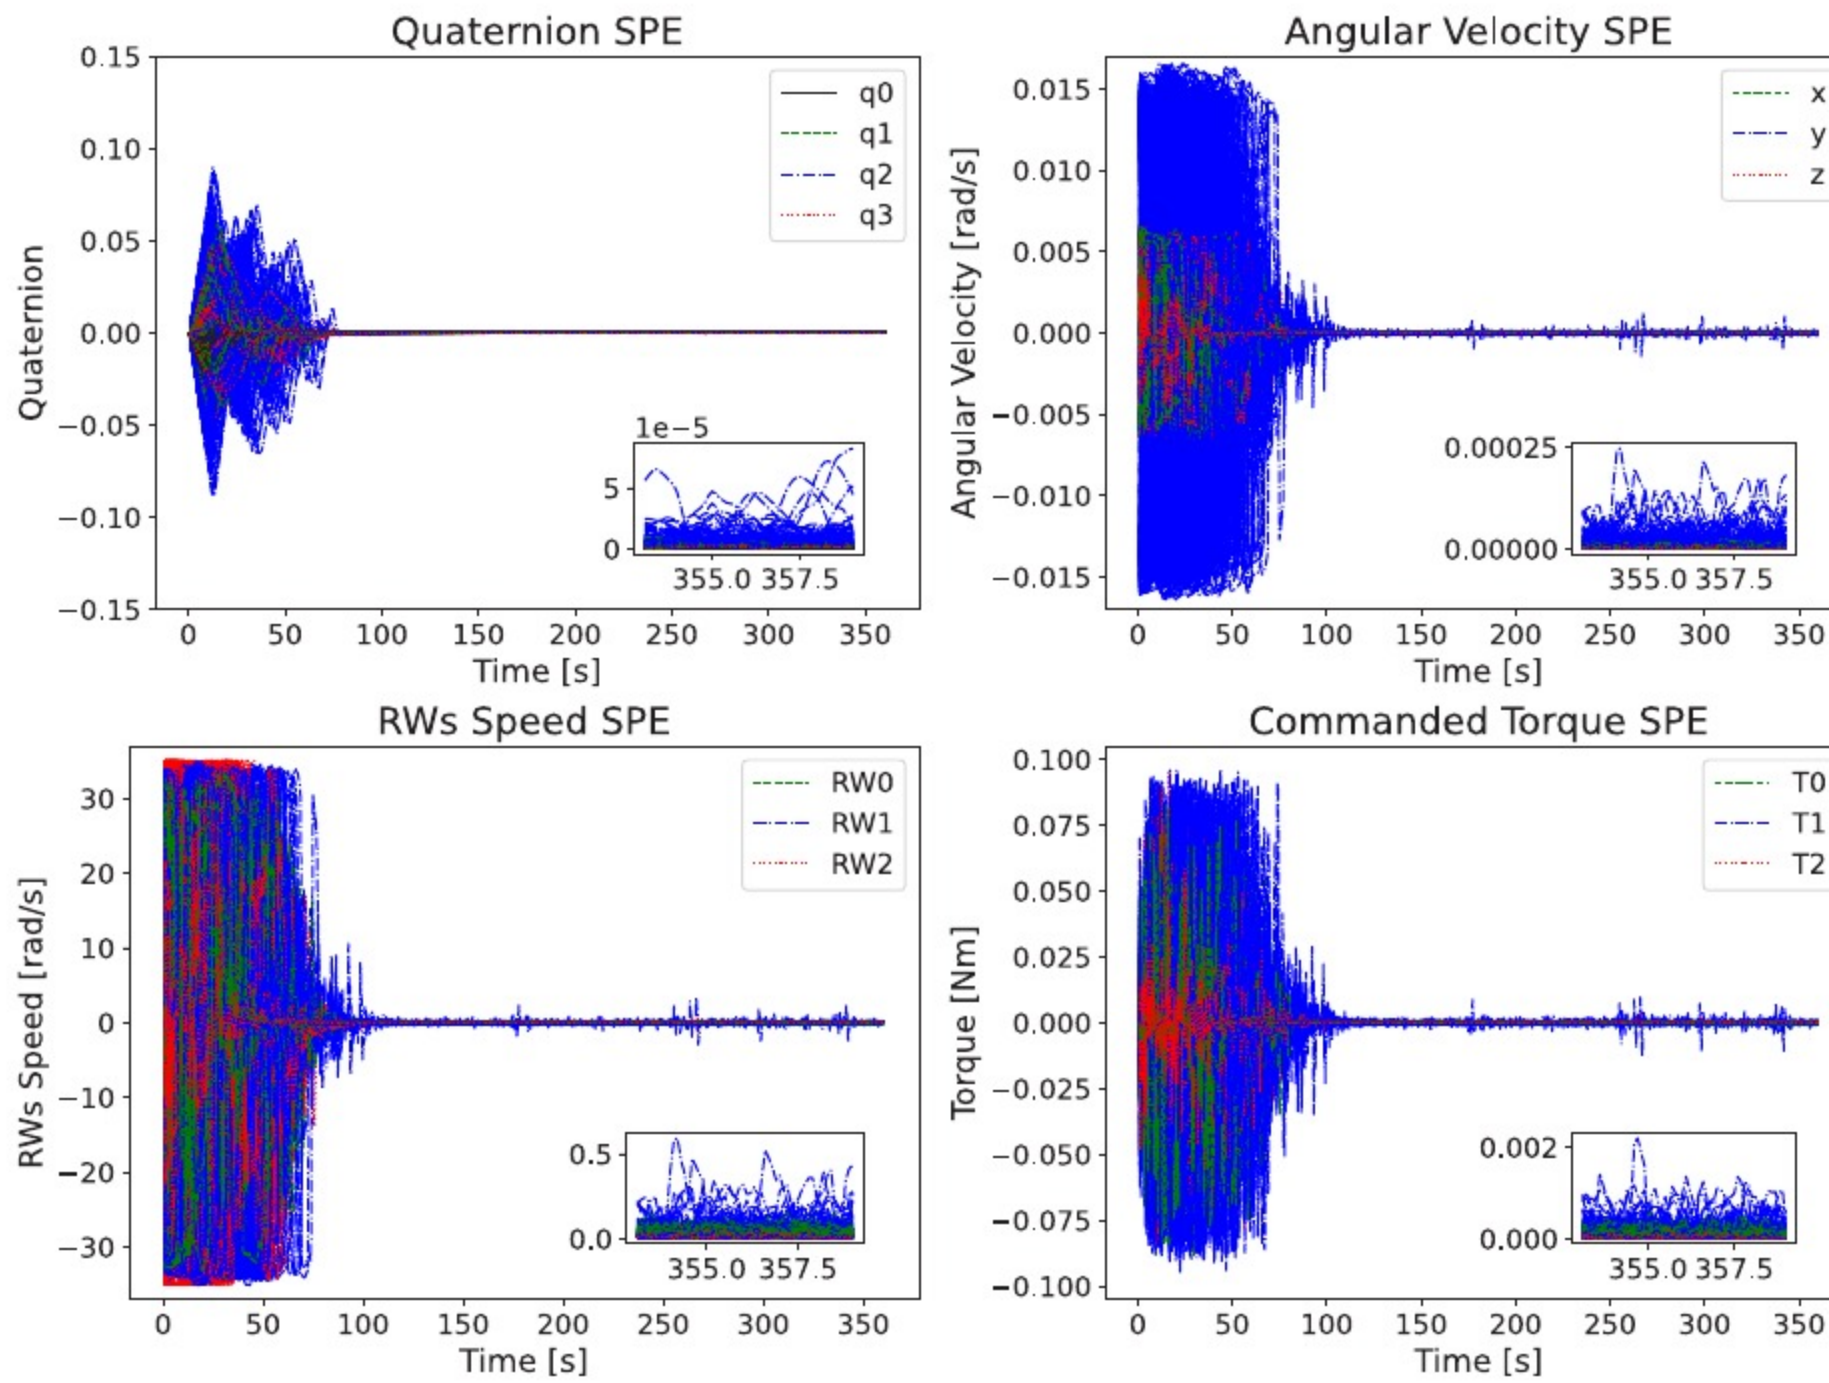 Quaternion SPE
Quaternion
0.15
0.10
0.05
0.00
−0.05
−0.10
−0.15
q0
q1
q2
q3
1e−5
5
0
355.0 357.5
0 50 100 150 200 250 300 350
Time [s]
Angular Velocity SPE
Angular Velocity [rad/s]
0.015
0.010
0.005
0.000
−0.005
−0.010
−0.015
x
y
z
0.00025
0.00000
355.0 357.5
0 50 100 150 200 250 300 350
Time [s]
RWs Speed SPE
RWs Speed [rad/s]
30
20
10
0
−10
−20
−30
RW0
RW1
RW2
0.5
0.0
355.0 357.5
0 50 100 150 200 250 300 350
Time [s]
Commanded Torque SPE
Torque [Nm]
0.100
0.075
0.050
0.025
0.000
−0.025
−0.050
−0.075
−0.100
T0
T1
T2
0.002
0.000
355.0 357.5
0 50 100 150 200 250 300 350
Time [s]